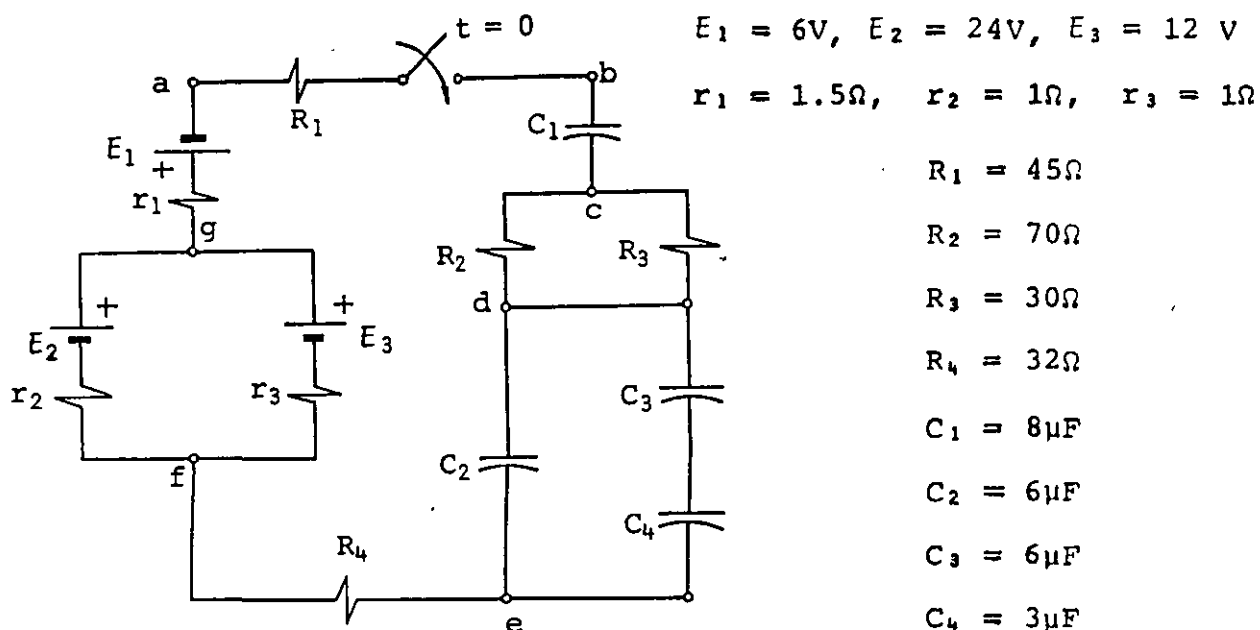 t = 0
E₁ = 6V, E₂ = 24V, E₃ = 12 V
a
b
R₁
r₁ = 1.5Ω, r₂ = 1Ω, r₃ = 1Ω
C₁
E₁
+
R₁ = 45Ω
r₁
c
g
R₂
R₃
R₂ = 70Ω
+
+
d
R₃ = 30Ω
E₂
E₃
R₄ = 32Ω
r₂
r₃
C₃
C₁ = 8μF
f
C₂
C₂ = 6μF
C₄
R₄
C₃ = 6μF
e
C₄ = 3μF